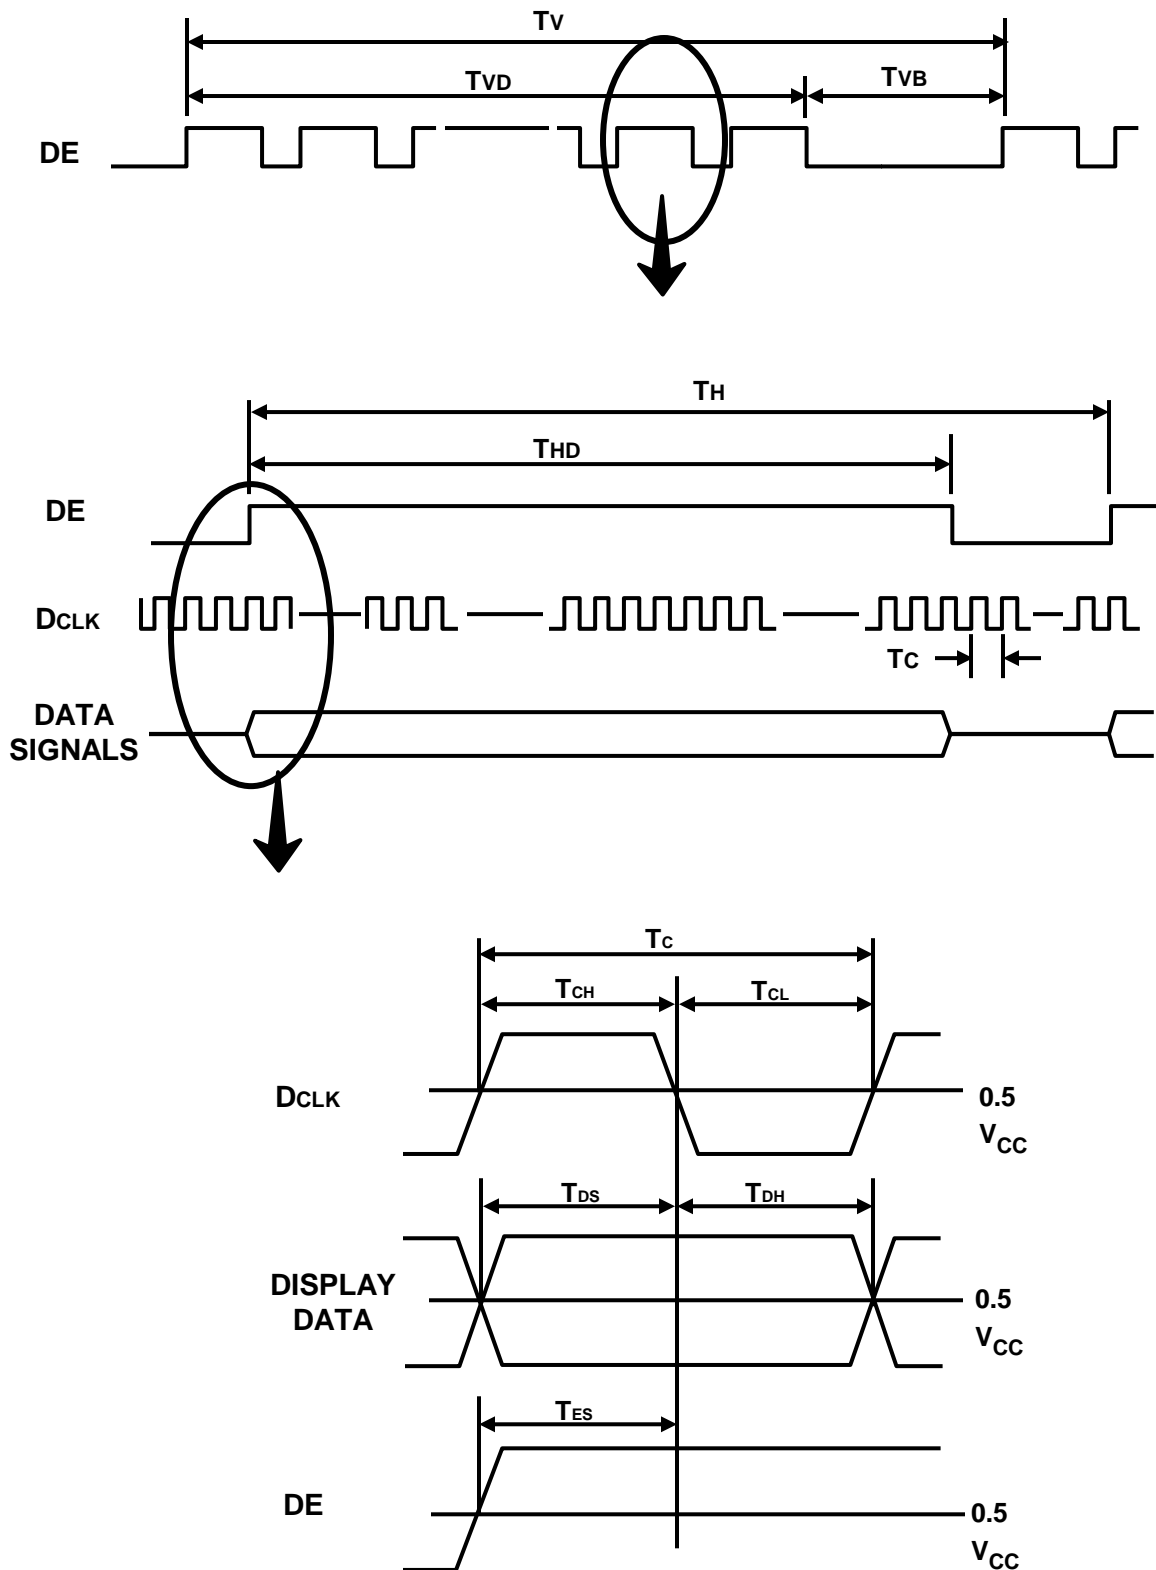 TV
TVD
TVB
DE
TH
THD
DE
DCLK
TC
DATA
SIGNALS
TC
TCH
TCL
DCLK
0.5
VCC
TDS
TDH
DISPLAY
DATA
0.5
VCC
TES
DE
0.5
VCC